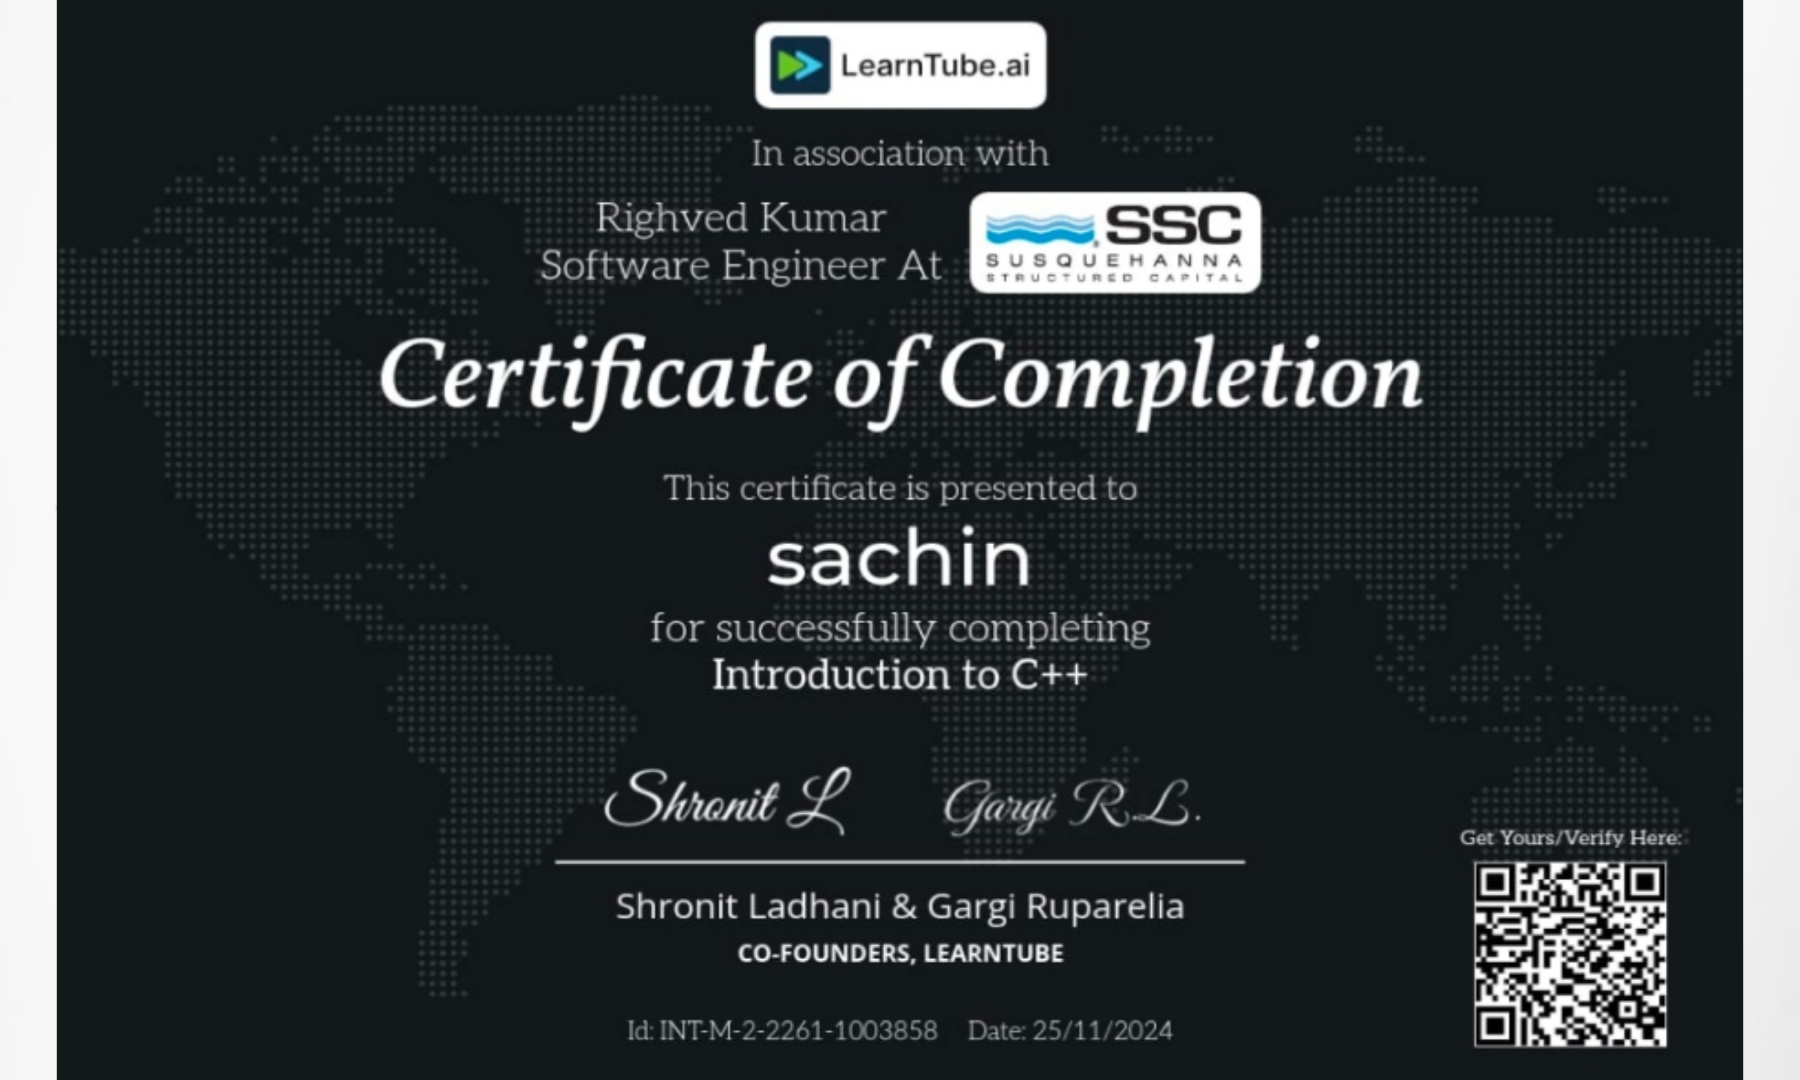 LearnTube.ai
In association with
Righved Kumar
Software Engineer At
SSC
SUSQUEHANNA
STRUCTURED CAPITAL
Certificate of Completion
This certificate is presented to
sachin
for successfully completing
Introduction to C++
Shronit L
Gargi R.L.
Shronit Ladhani & Gargi Ruparelia
CO-FOUNDERS, LEARNTUBE
Get Yours/Verify Here:
Id: INT-M-2-2261-1003858 Date: 25/11/2024